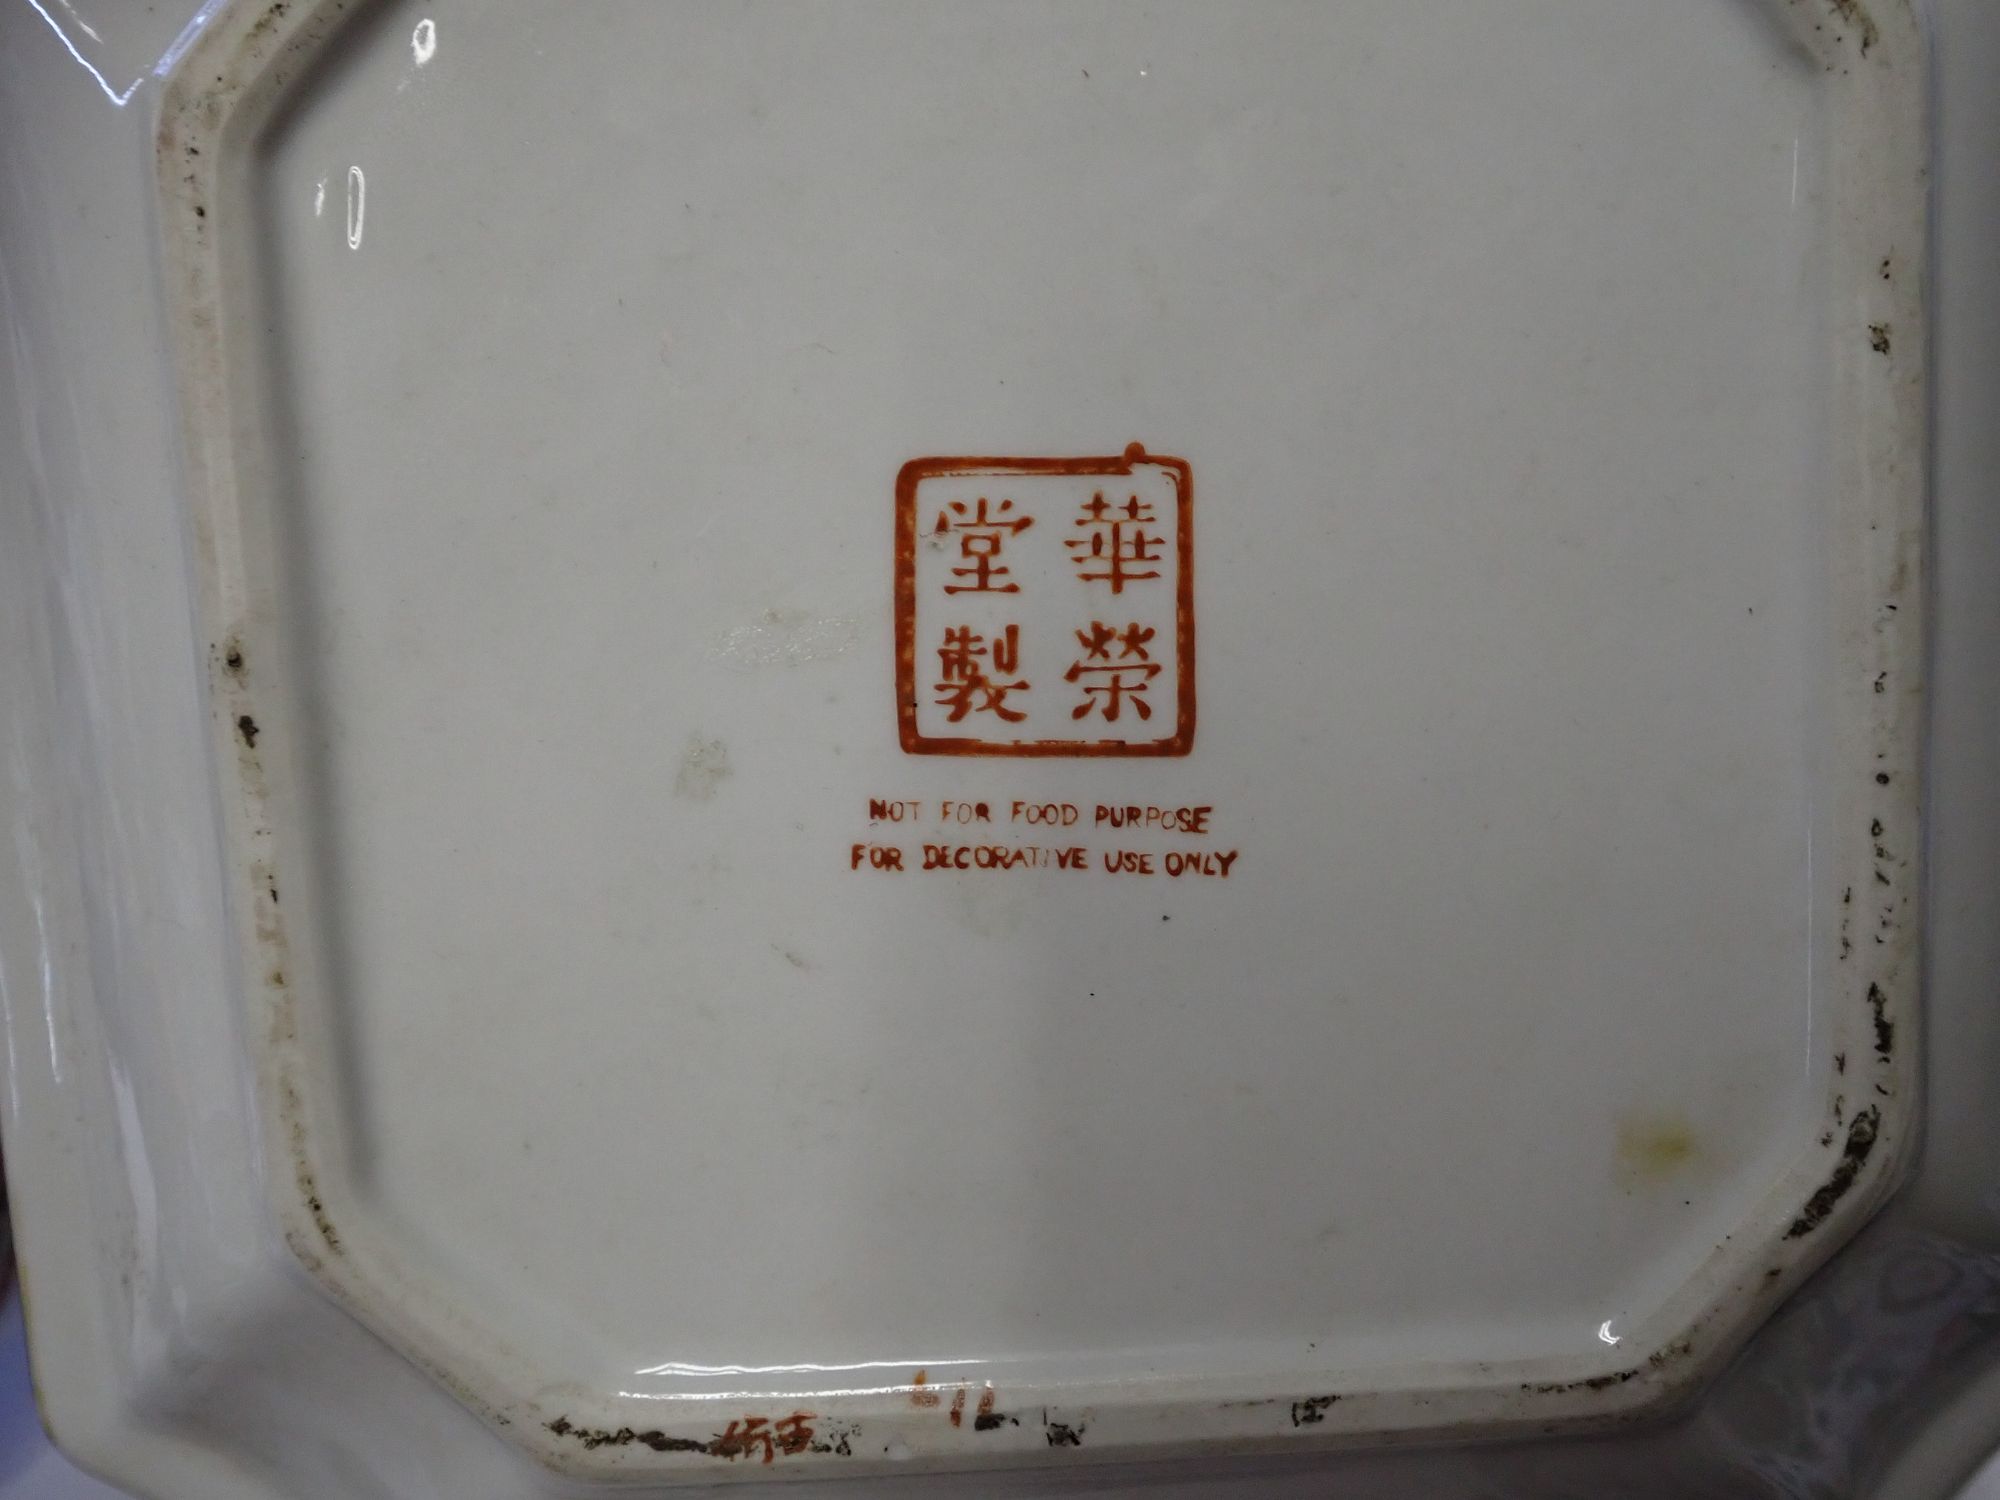 華榮
堂製
NOT FOR FOOD PURPOSE
FOR DECORATIVE USE ONLY